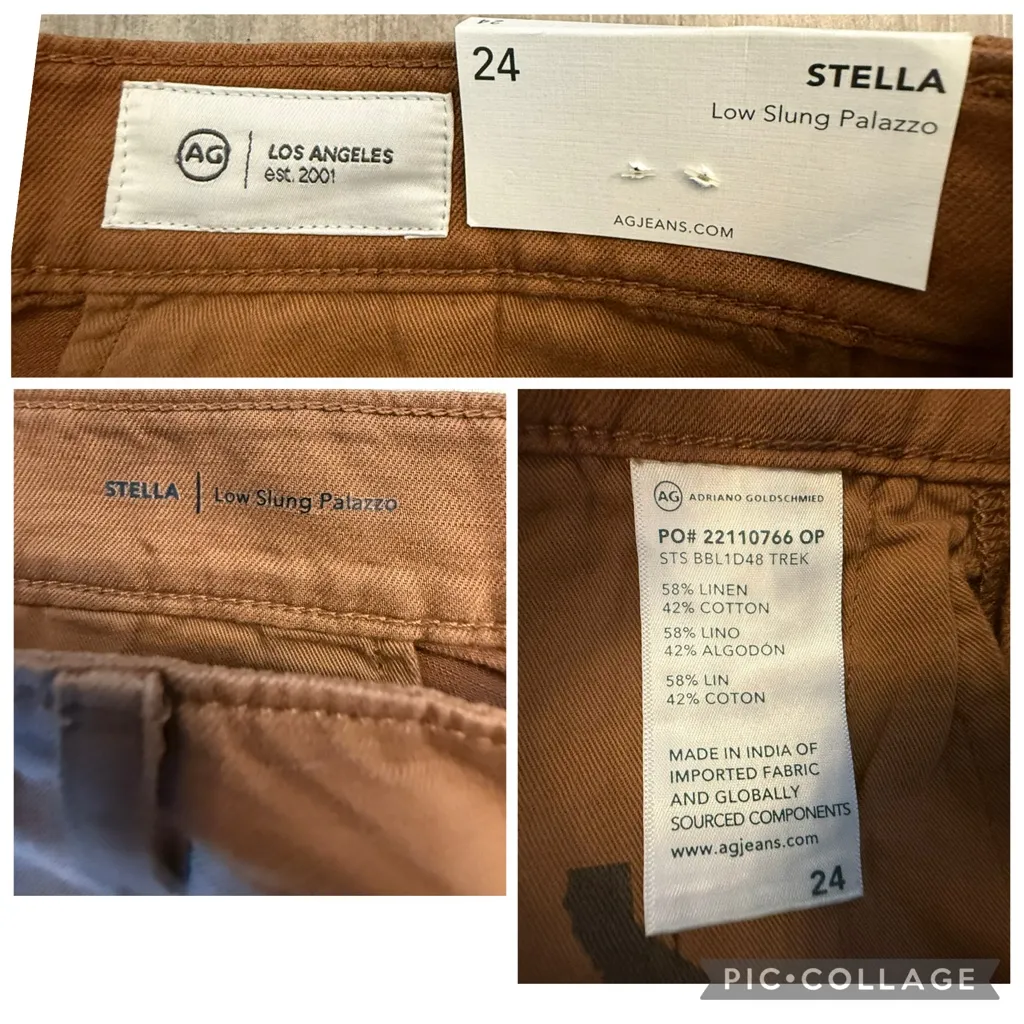 24
24
STELLA
Low Slung Palazzo
AGJEANS.COM
AG
LOS ANGELES
est. 2001
STELLA | Low Slung Palazzo
AG ADRIANO GOLDSCHMIED
PO# 22110766 OP
STS BBL1D48 TREK
58% LINEN
42% COTTON
58% LINO
42% ALGODÓN
58% LIN
42% COTON
MADE IN INDIA OF
IMPORTED FABRIC
AND GLOBALLY
SOURCED COMPONENTS
www.agjeans.com
24
PIC•COLLAGE